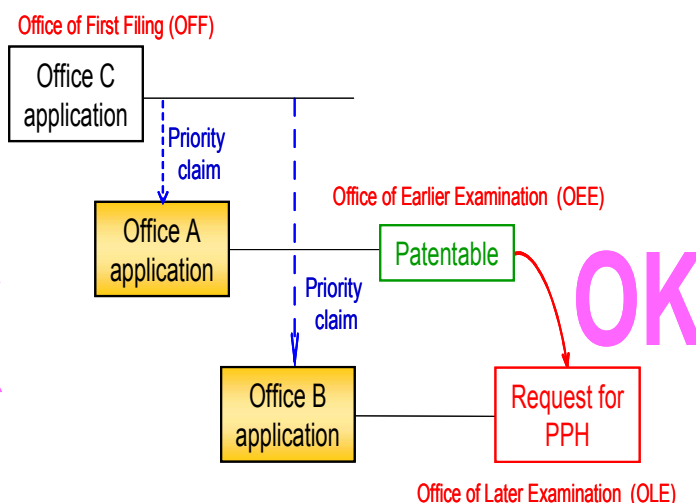 Office of First Filing (OFF)
Office C
application
Priority
claim
Office of Earlier Examination (OEE)
Office A
application
Patentable
OK
Priority
claim
Office B
application
Request for
PPH
Office of Later Examination (OLE)